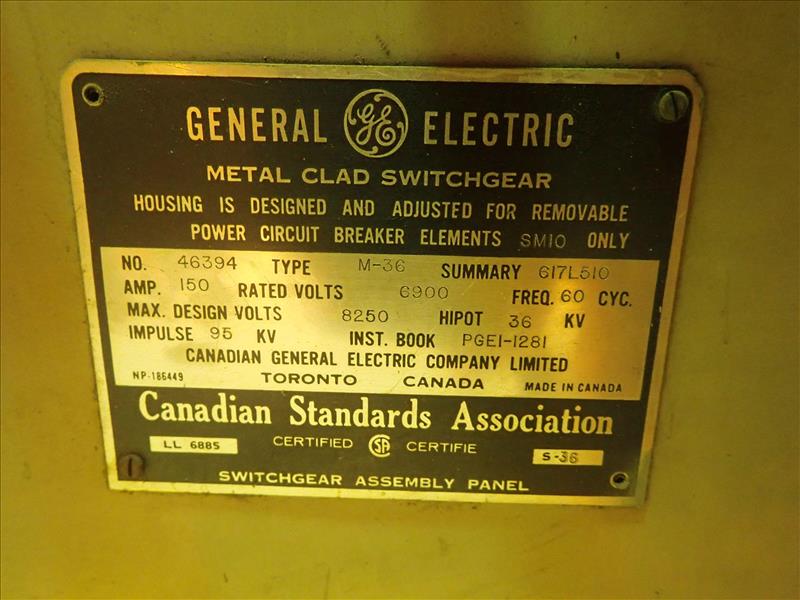 GENERAL GE ELECTRIC
METAL CLAD SWITCHGEAR
HOUSING IS DESIGNED AND ADJUSTED FOR REMOVABLE
POWER CIRCUIT BREAKER ELEMENTS SM10 ONLY
NO. 46394 TYPE M-36 SUMMARY 617L510
AMP. 150 RATED VOLTS 6900 FREQ. 60 CYC.
MAX. DESIGN VOLTS 8250 HIPOT 36 KV
IMPULSE 95 KV INST. BOOK PGEI-1281
CANADIAN GENERAL ELECTRIC COMPANY LIMITED
NP-186449 TORONTO CANADA MADE IN CANADA
Canadian Standards Association
LL 6885 CERTIFIED SA CERTIFIE S-36
SWITCHGEAR ASSEMBLY PANEL